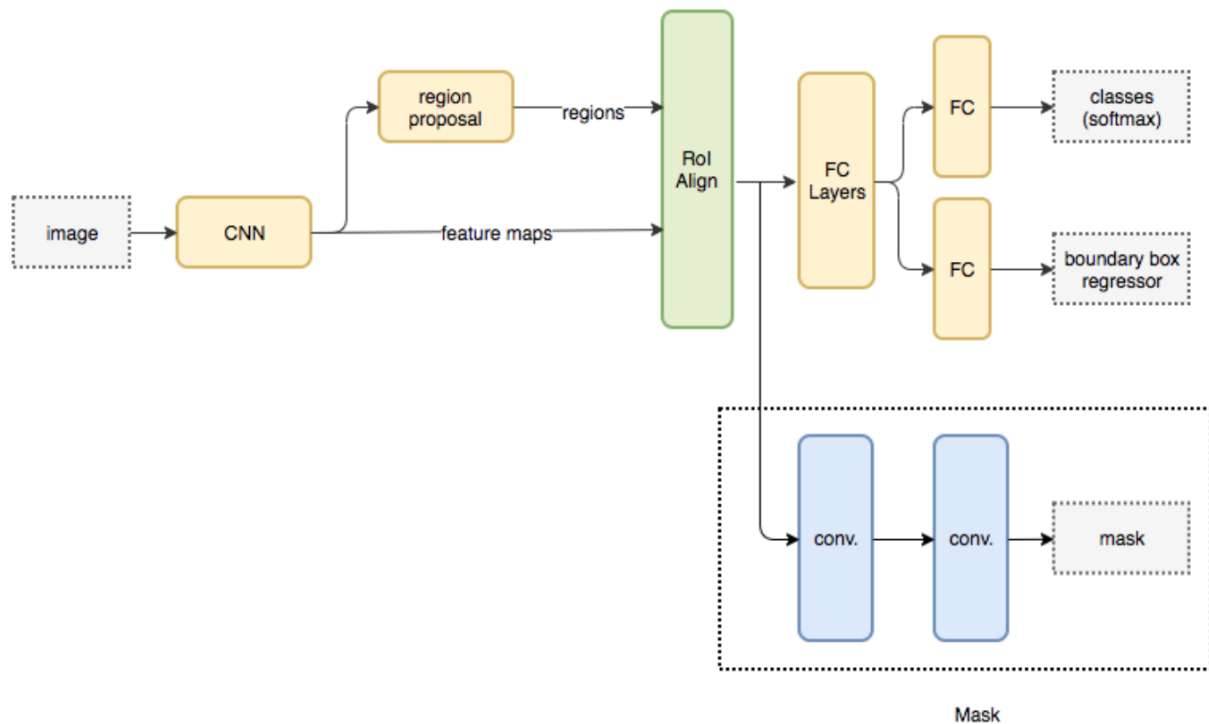 image
CNN
region
proposal
regions
feature maps
RoI
Align
FC
Layers
FC
classes
(softmax)
FC
boundary box
regressor
conv.
conv.
mask
Mask